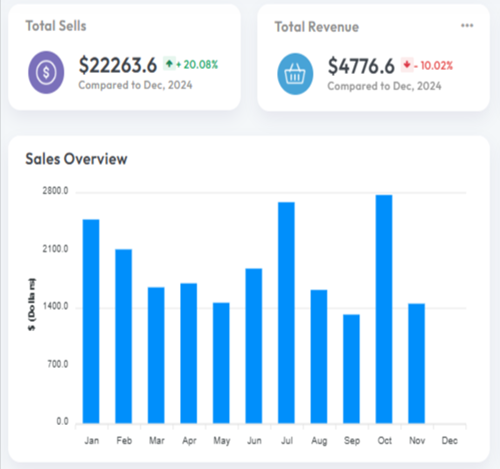 Total Sells
$22263.6 + 20.08%
Compared to Dec, 2024
Total Revenue
$4776.6 - 10.02%
Compared to Dec, 2024
Sales Overview
2800.0
2100.0
1400.0
700.0
0.0
$ (Dollars)
Jan Feb Mar Apr May Jun Jul Aug Sep Oct Nov Dec